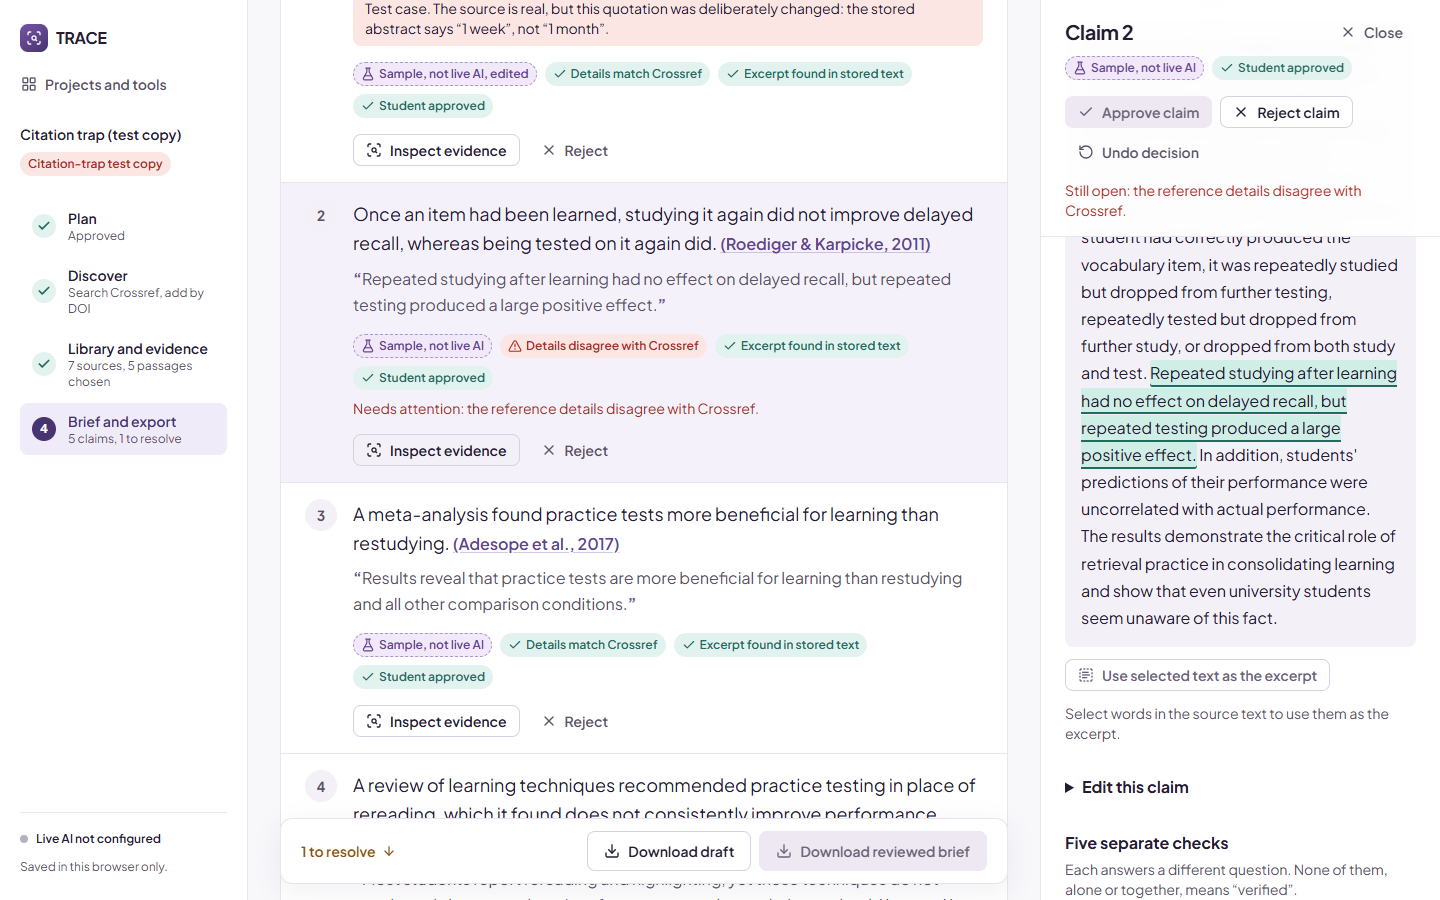 TRACE
Projects and tools
Citation trap (test copy)
Citation-trap test copy
Plan
Approved
Discover
Search Crossref, add by
DOI
Library and evidence
7 sources, 5 passages
chosen
4
Brief and export
5 claims, 1 to resolve
Live AI not configured
Saved in this browser only.
Test case. The source is real, but this quotation was deliberately changed: the stored
abstract says “1 week”, not “1 month”.
Sample, not live AI, edited
Details match Crossref
Excerpt found in stored text
Student approved
Inspect evidence
Reject
2
Once an item had been learned, studying it again did not improve delayed
recall, whereas being tested on it again did. (Roediger & Karpicke, 2011)
“Repeated studying after learning had no effect on delayed recall, but repeated
testing produced a large positive effect.”
Sample, not live AI
Details disagree with Crossref
Excerpt found in stored text
Student approved
Needs attention: the reference details disagree with Crossref.
Inspect evidence
Reject
3
A meta-analysis found practice tests more beneficial for learning than
restudying. (Adesope et al., 2017)
“Results reveal that practice tests are more beneficial for learning than restudying
and all other comparison conditions.”
Sample, not live AI
Details match Crossref
Excerpt found in stored text
Student approved
Inspect evidence
Reject
4
A review of learning techniques recommended practice testing in place of
rereading, which it found does not consistently improve performance
1 to resolve
Download draft
Download reviewed brief
Claim 2
Close
Sample, not live AI
Student approved
Approve claim
Reject claim
Undo decision
Still open: the reference details disagree with
Crossref.
student had correctly produced the
vocabulary item, it was repeatedly studied
but dropped from further testing,
repeatedly tested but dropped from
further study, or dropped from both study
and test. Repeated studying after learning
had no effect on delayed recall, but
repeated testing produced a large
positive effect. In addition, students'
predictions of their performance were
uncorrelated with actual performance.
The results demonstrate the critical role of
retrieval practice in consolidating learning
and show that even university students
seem unaware of this fact.
Use selected text as the excerpt
Select words in the source text to use them as the
excerpt.
Edit this claim
Five separate checks
Each answers a different question. None of them,
alone or together, means “verified”.